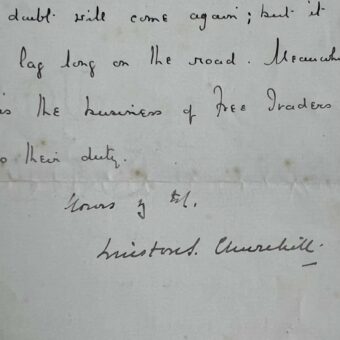 doubt will come again; but it
lag long on the road. Meanwhi
is the business of Free Traders
o their duty.
Yours
Winston S. Churchill.